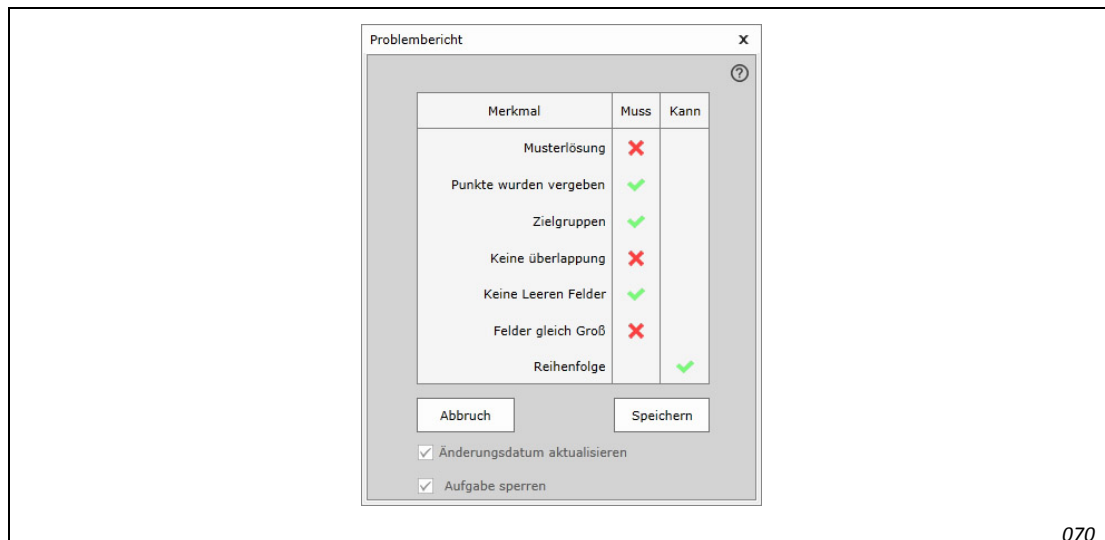 Problembericht x
?
Merkmal Muss Kann
Musterlösung
Punkte wurden vergeben
Zielgruppen
Keine überlappung
Keine Leeren Felder
Felder gleich Groß
Reihenfolge
Abbruch Speichern
Änderungsdatum aktualisieren
Aufgabe sperren
070